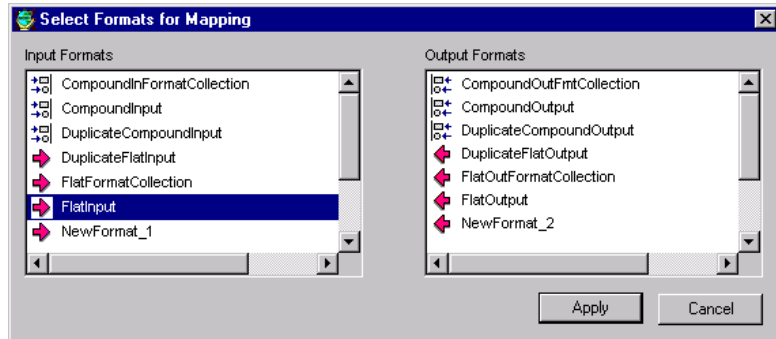 Select Formats for Mapping
Input Formats
CompoundInFormatCollection
CompoundInput
DuplicateCompoundInput
DuplicateFlatInput
FlatFormatCollection
FlatInput
NewFormat_1
Output Formats
CompoundOutFmtCollection
CompoundOutput
DuplicateCompoundOutput
DuplicateFlatOutput
FlatOutFormatCollection
FlatOutput
NewFormat_2
Apply
Cancel